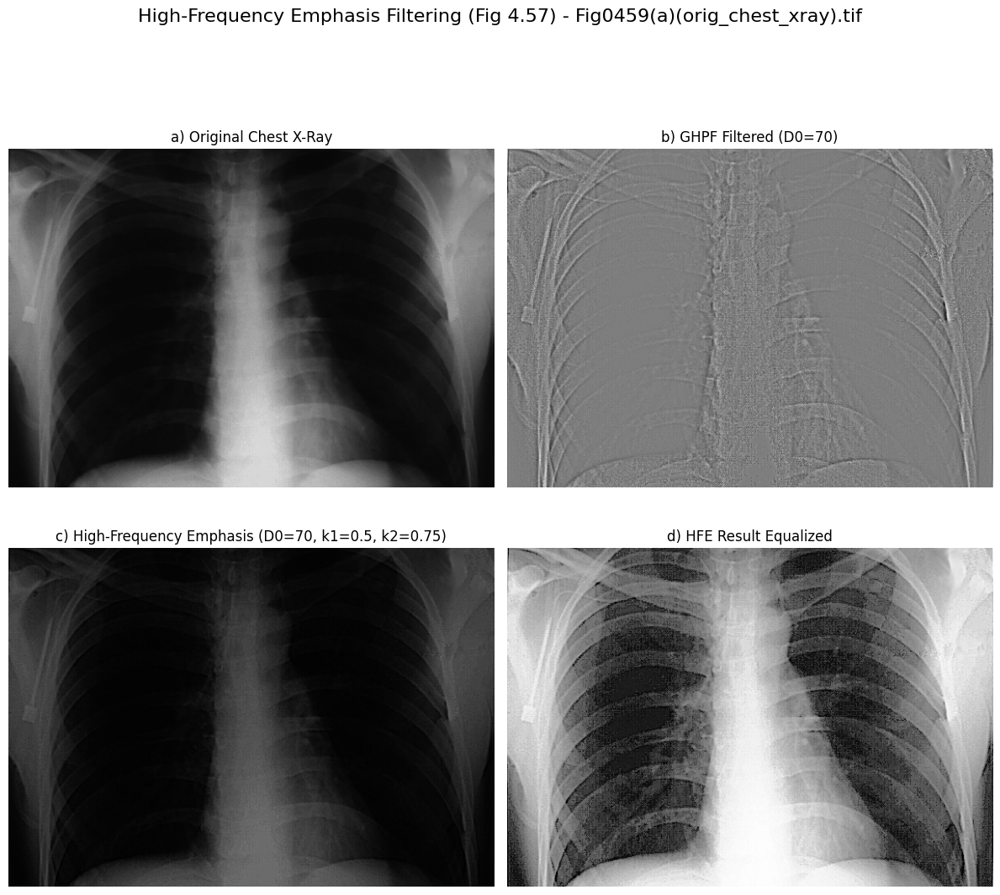 High-Frequency Emphasis Filtering (Fig 4.57) - Fig0459(a)(orig_chest_xray).tif
a) Original Chest X-Ray
b) GHPF Filtered (D0=70)
c) High-Frequency Emphasis (D0=70, k1=0.5, k2=0.75)
d) HFE Result Equalized